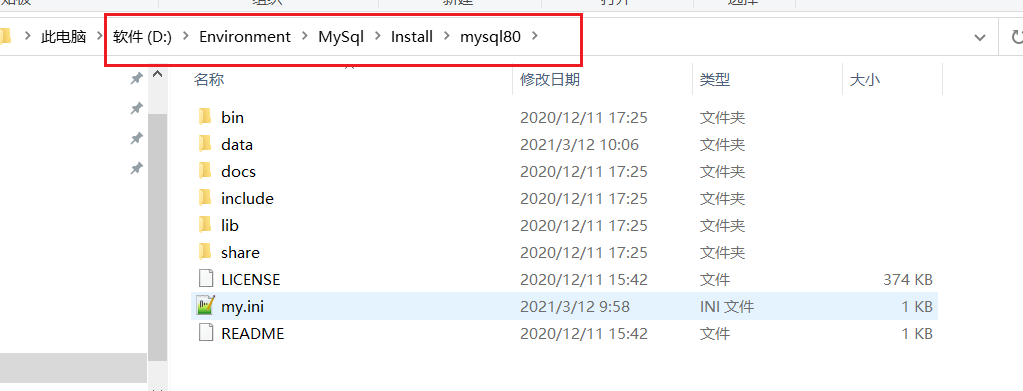 此电脑 软件 (D:) Environment MySql Install mysql80
名称 修改日期 类型 大小
bin 2020/12/11 17:25 文件夹
data 2021/3/12 10:06 文件夹
docs 2020/12/11 17:25 文件夹
include 2020/12/11 17:25 文件夹
lib 2020/12/11 17:25 文件夹
share 2020/12/11 17:25 文件夹
LICENSE 2020/12/11 15:42 文件 374 KB
my.ini 2021/3/12 9:58 INI 文件 1 KB
README 2020/12/11 15:42 文件 1 KB